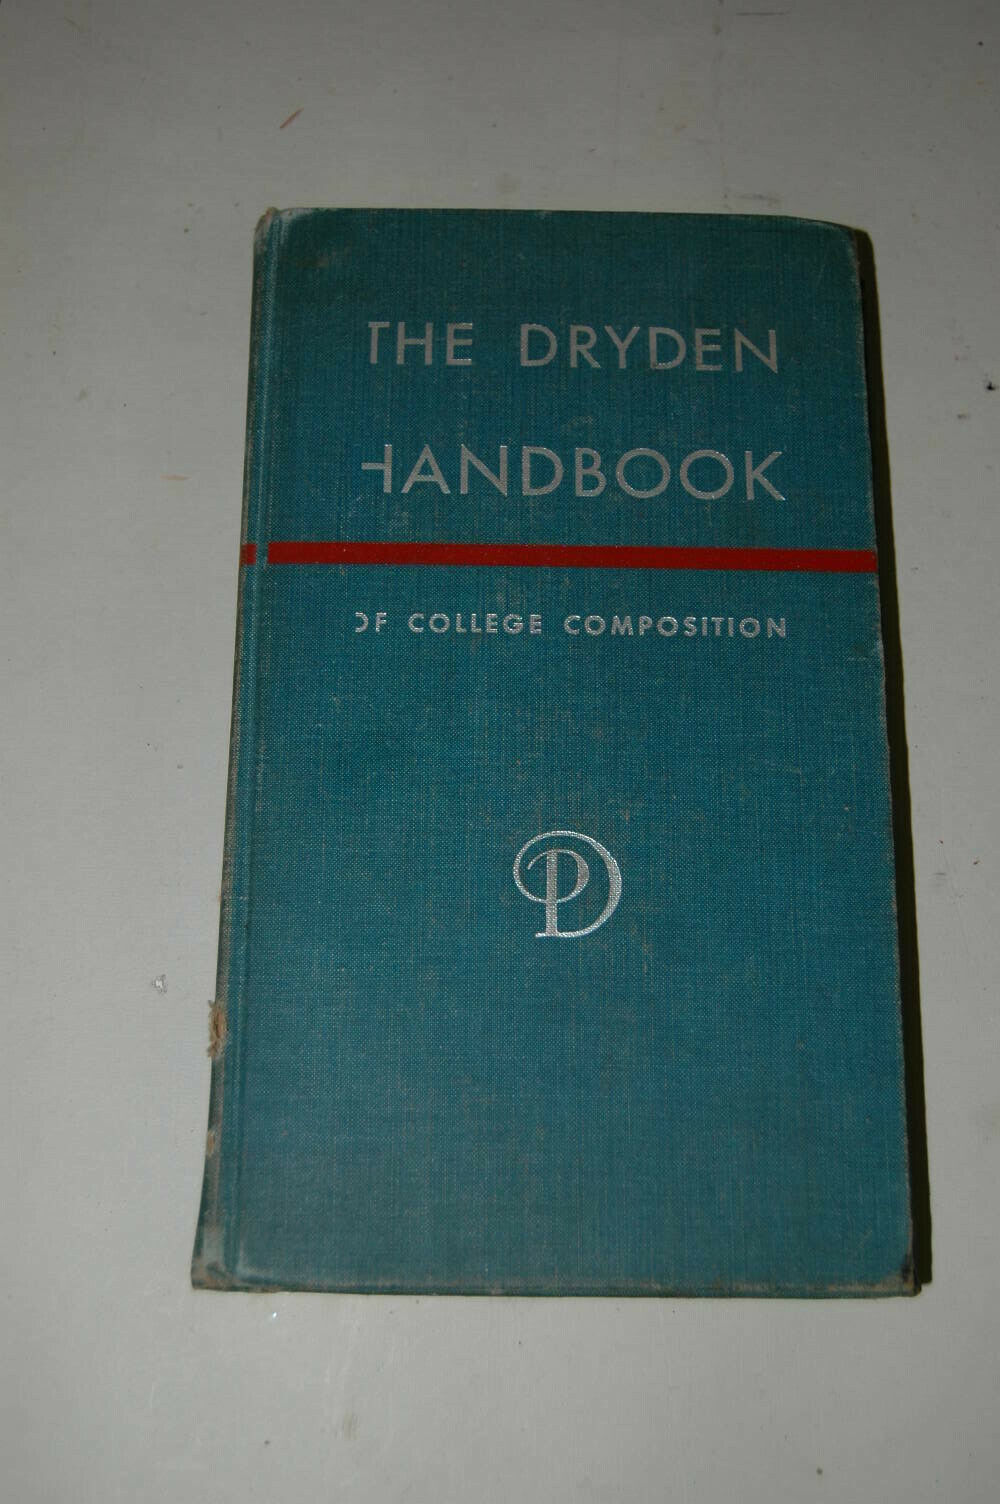 THE DRYDEN
HANDBOOK
OF COLLEGE COMPOSITION
DP